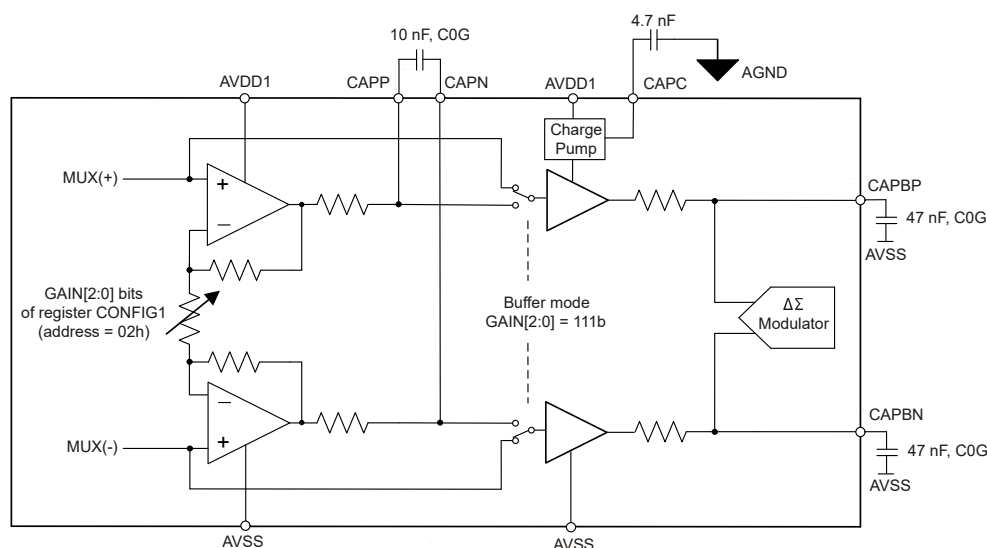 4.7 nF
10 nF, C0G
AGND
AVDD1
CAPP
CAPN
AVDD1
CAPC
Charge
Pump
MUX(+)
+
–
CAPBP
47 nF, C0G
AVSS
GAIN[2:0] bits
of register CONFIG1
(address = 02h)
Buffer mode
GAIN[2:0] = 111b
ΔΣ
Modulator
–
+
MUX(-)
CAPBN
47 nF, C0G
AVSS
AVSS
AVSS